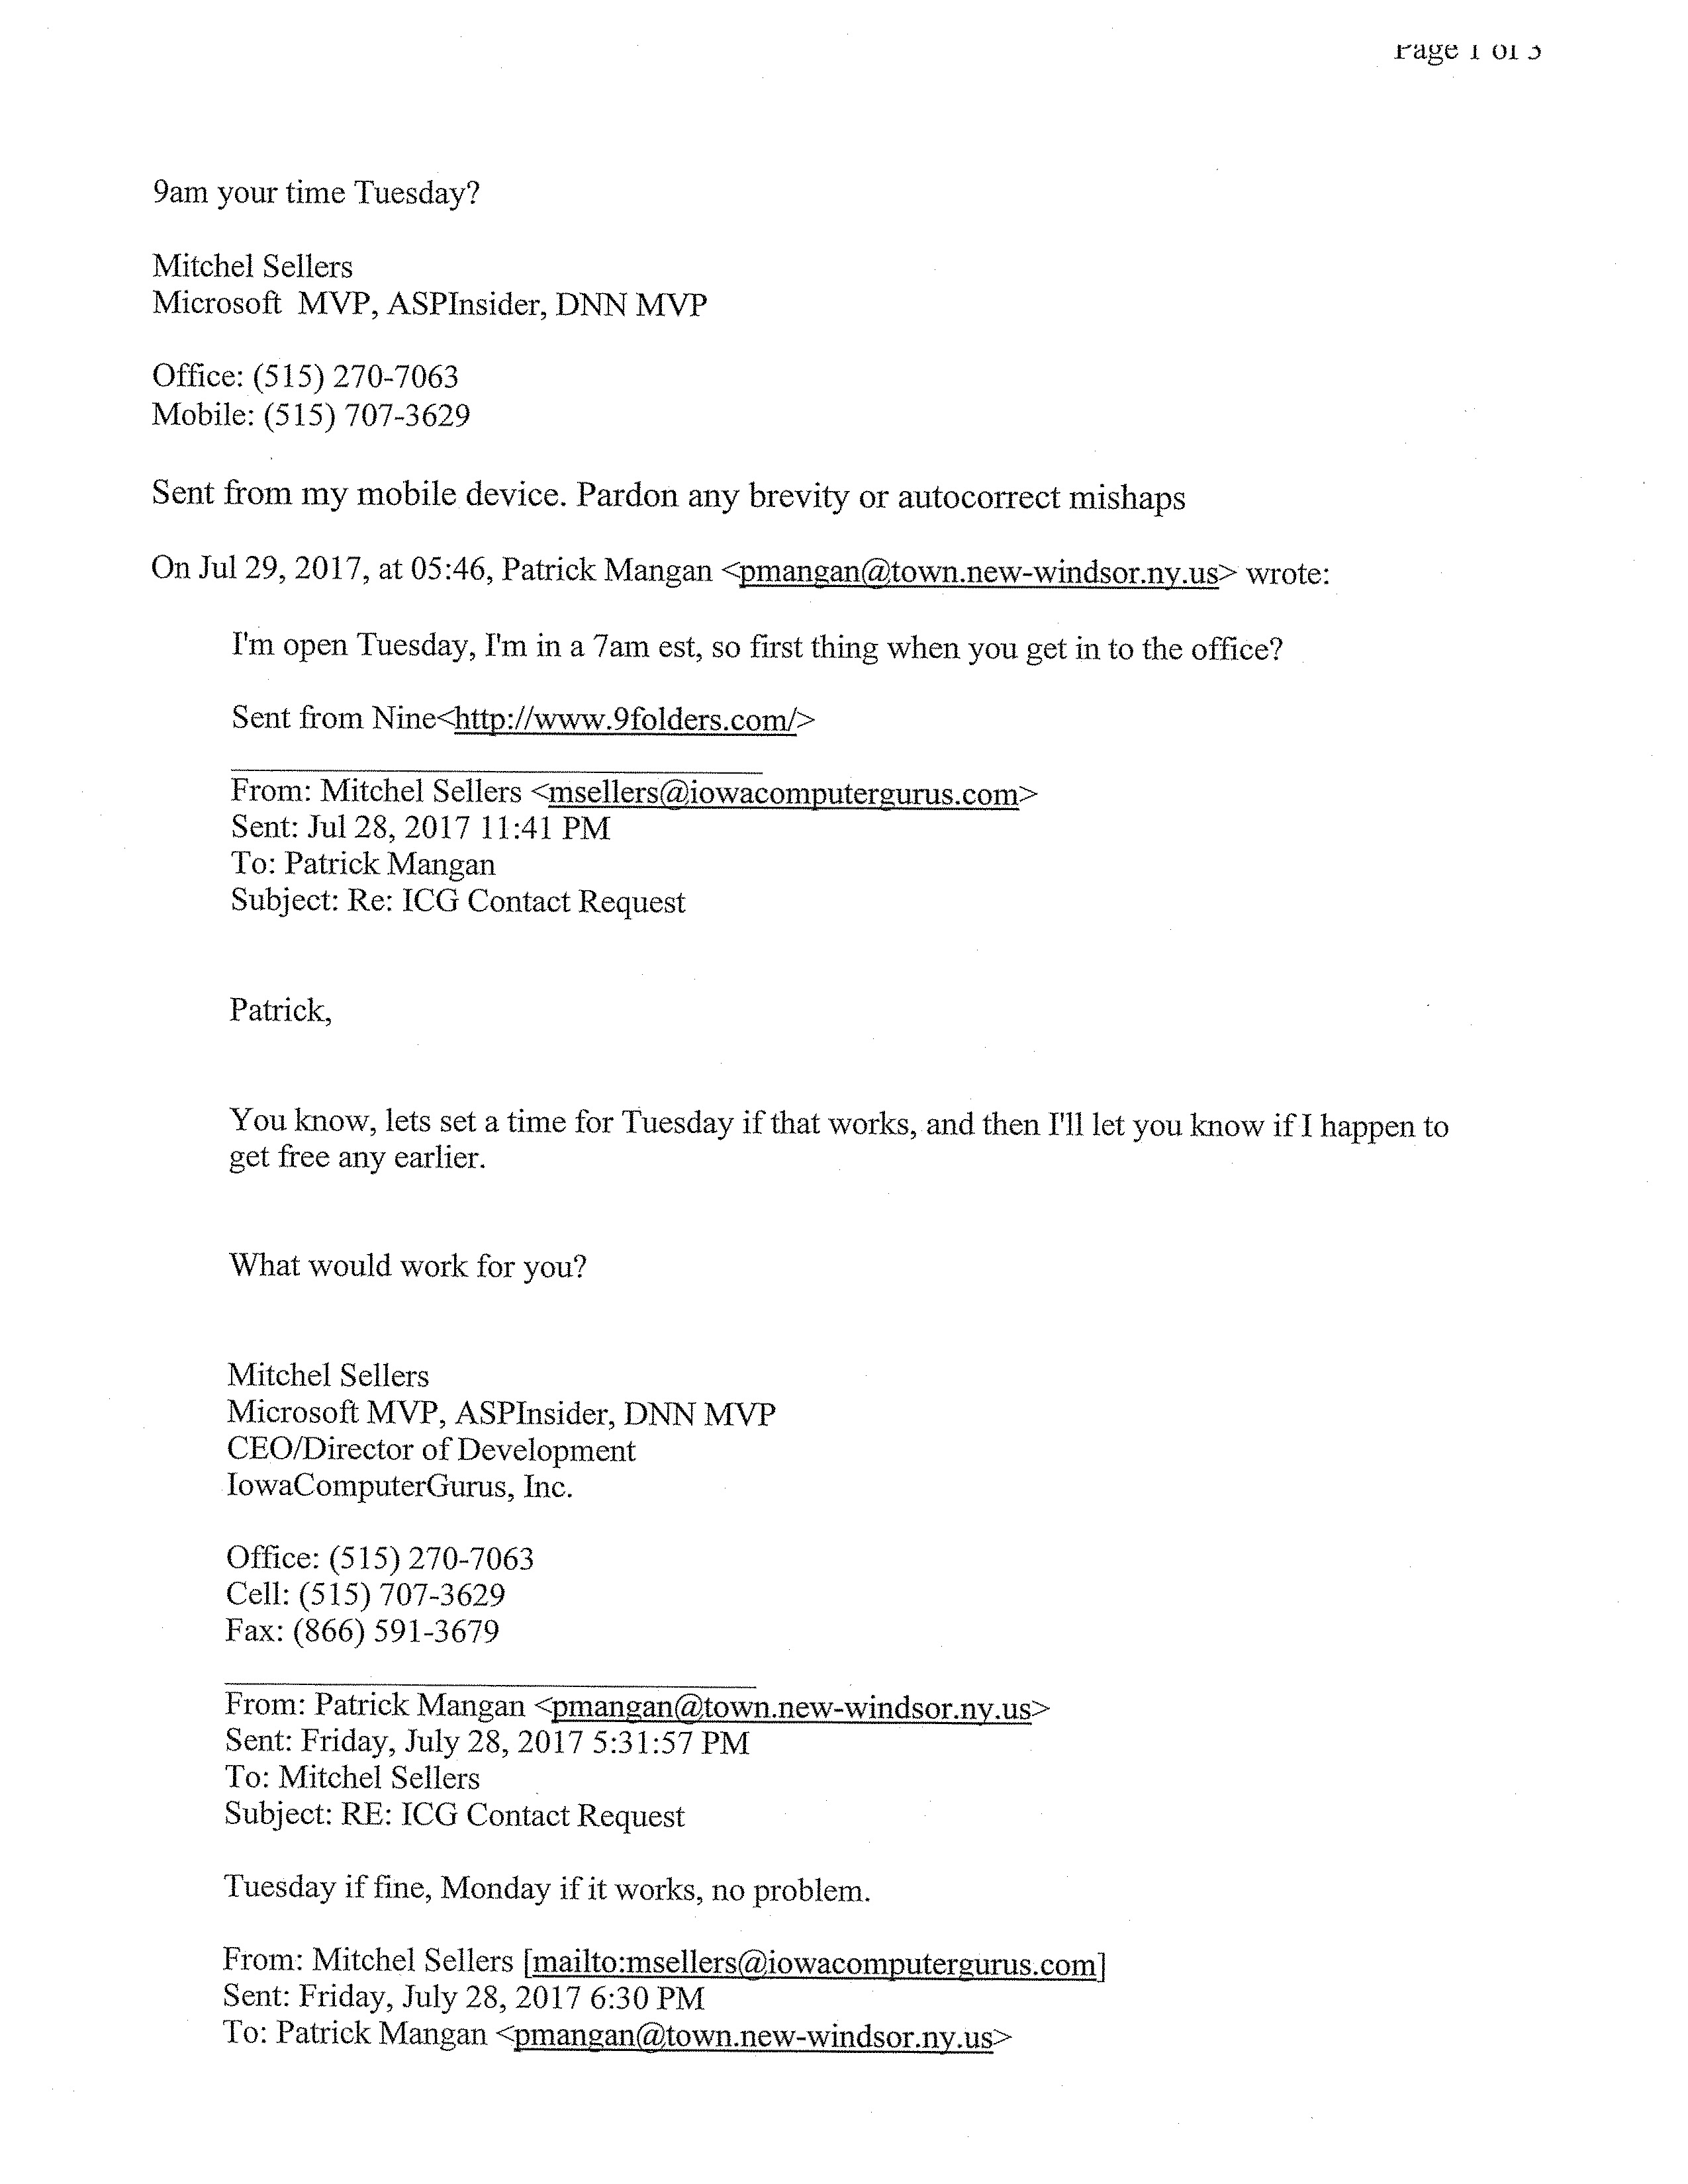 Page 1 of 3
9am your time Tuesday?
Mitchel Sellers
Microsoft  MVP, ASPInsider, DNN MVP
Office: (515) 270-7063
Mobile: (515) 707-3629
Sent from my mobile device. Pardon any brevity or autocorrect mishaps
On Jul 29, 2017, at 05:46, Patrick Mangan <pmangan@town.new-windsor.ny.us> wrote:
I'm open Tuesday, I'm in a 7am est, so first thing when you get in to the office?
Sent from Nine<http://www.9folders.com/>
From: Mitchel Sellers <msellers@iowacomputergurus.com>
Sent: Jul 28, 2017 11:41 PM
To: Patrick Mangan
Subject: Re: ICG Contact Request
Patrick,
You know, lets set a time for Tuesday if that works, and then I'll let you know if I happen to
get free any earlier.
What would work for you?
Mitchel Sellers
Microsoft MVP, ASPInsider, DNN MVP
CEO/Director of Development
IowaComputerGurus, Inc.
Office: (515) 270-7063
Cell: (515) 707-3629
Fax: (866) 591-3679
From: Patrick Mangan <pmangan@town.new-windsor.ny.us>
Sent: Friday, July 28, 2017 5:31:57 PM
To: Mitchel Sellers
Subject: RE: ICG Contact Request
Tuesday if fine, Monday if it works, no problem.
From: Mitchel Sellers [mailto:msellers@iowacomputergurus.com]
Sent: Friday, July 28, 2017 6:30 PM
To: Patrick Mangan <pmangan@town.new-windsor.ny.us>